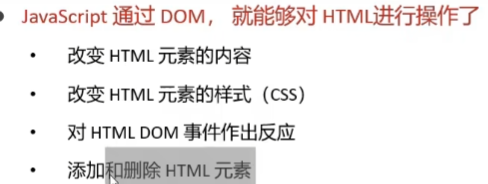 JavaScript 通过 DOM， 就能够对 HTML进行操作了
改变 HTML 元素的内容
改变 HTML 元素的样式（CSS）
对 HTML DOM 事件作出反应
添加和删除 HTML 元素